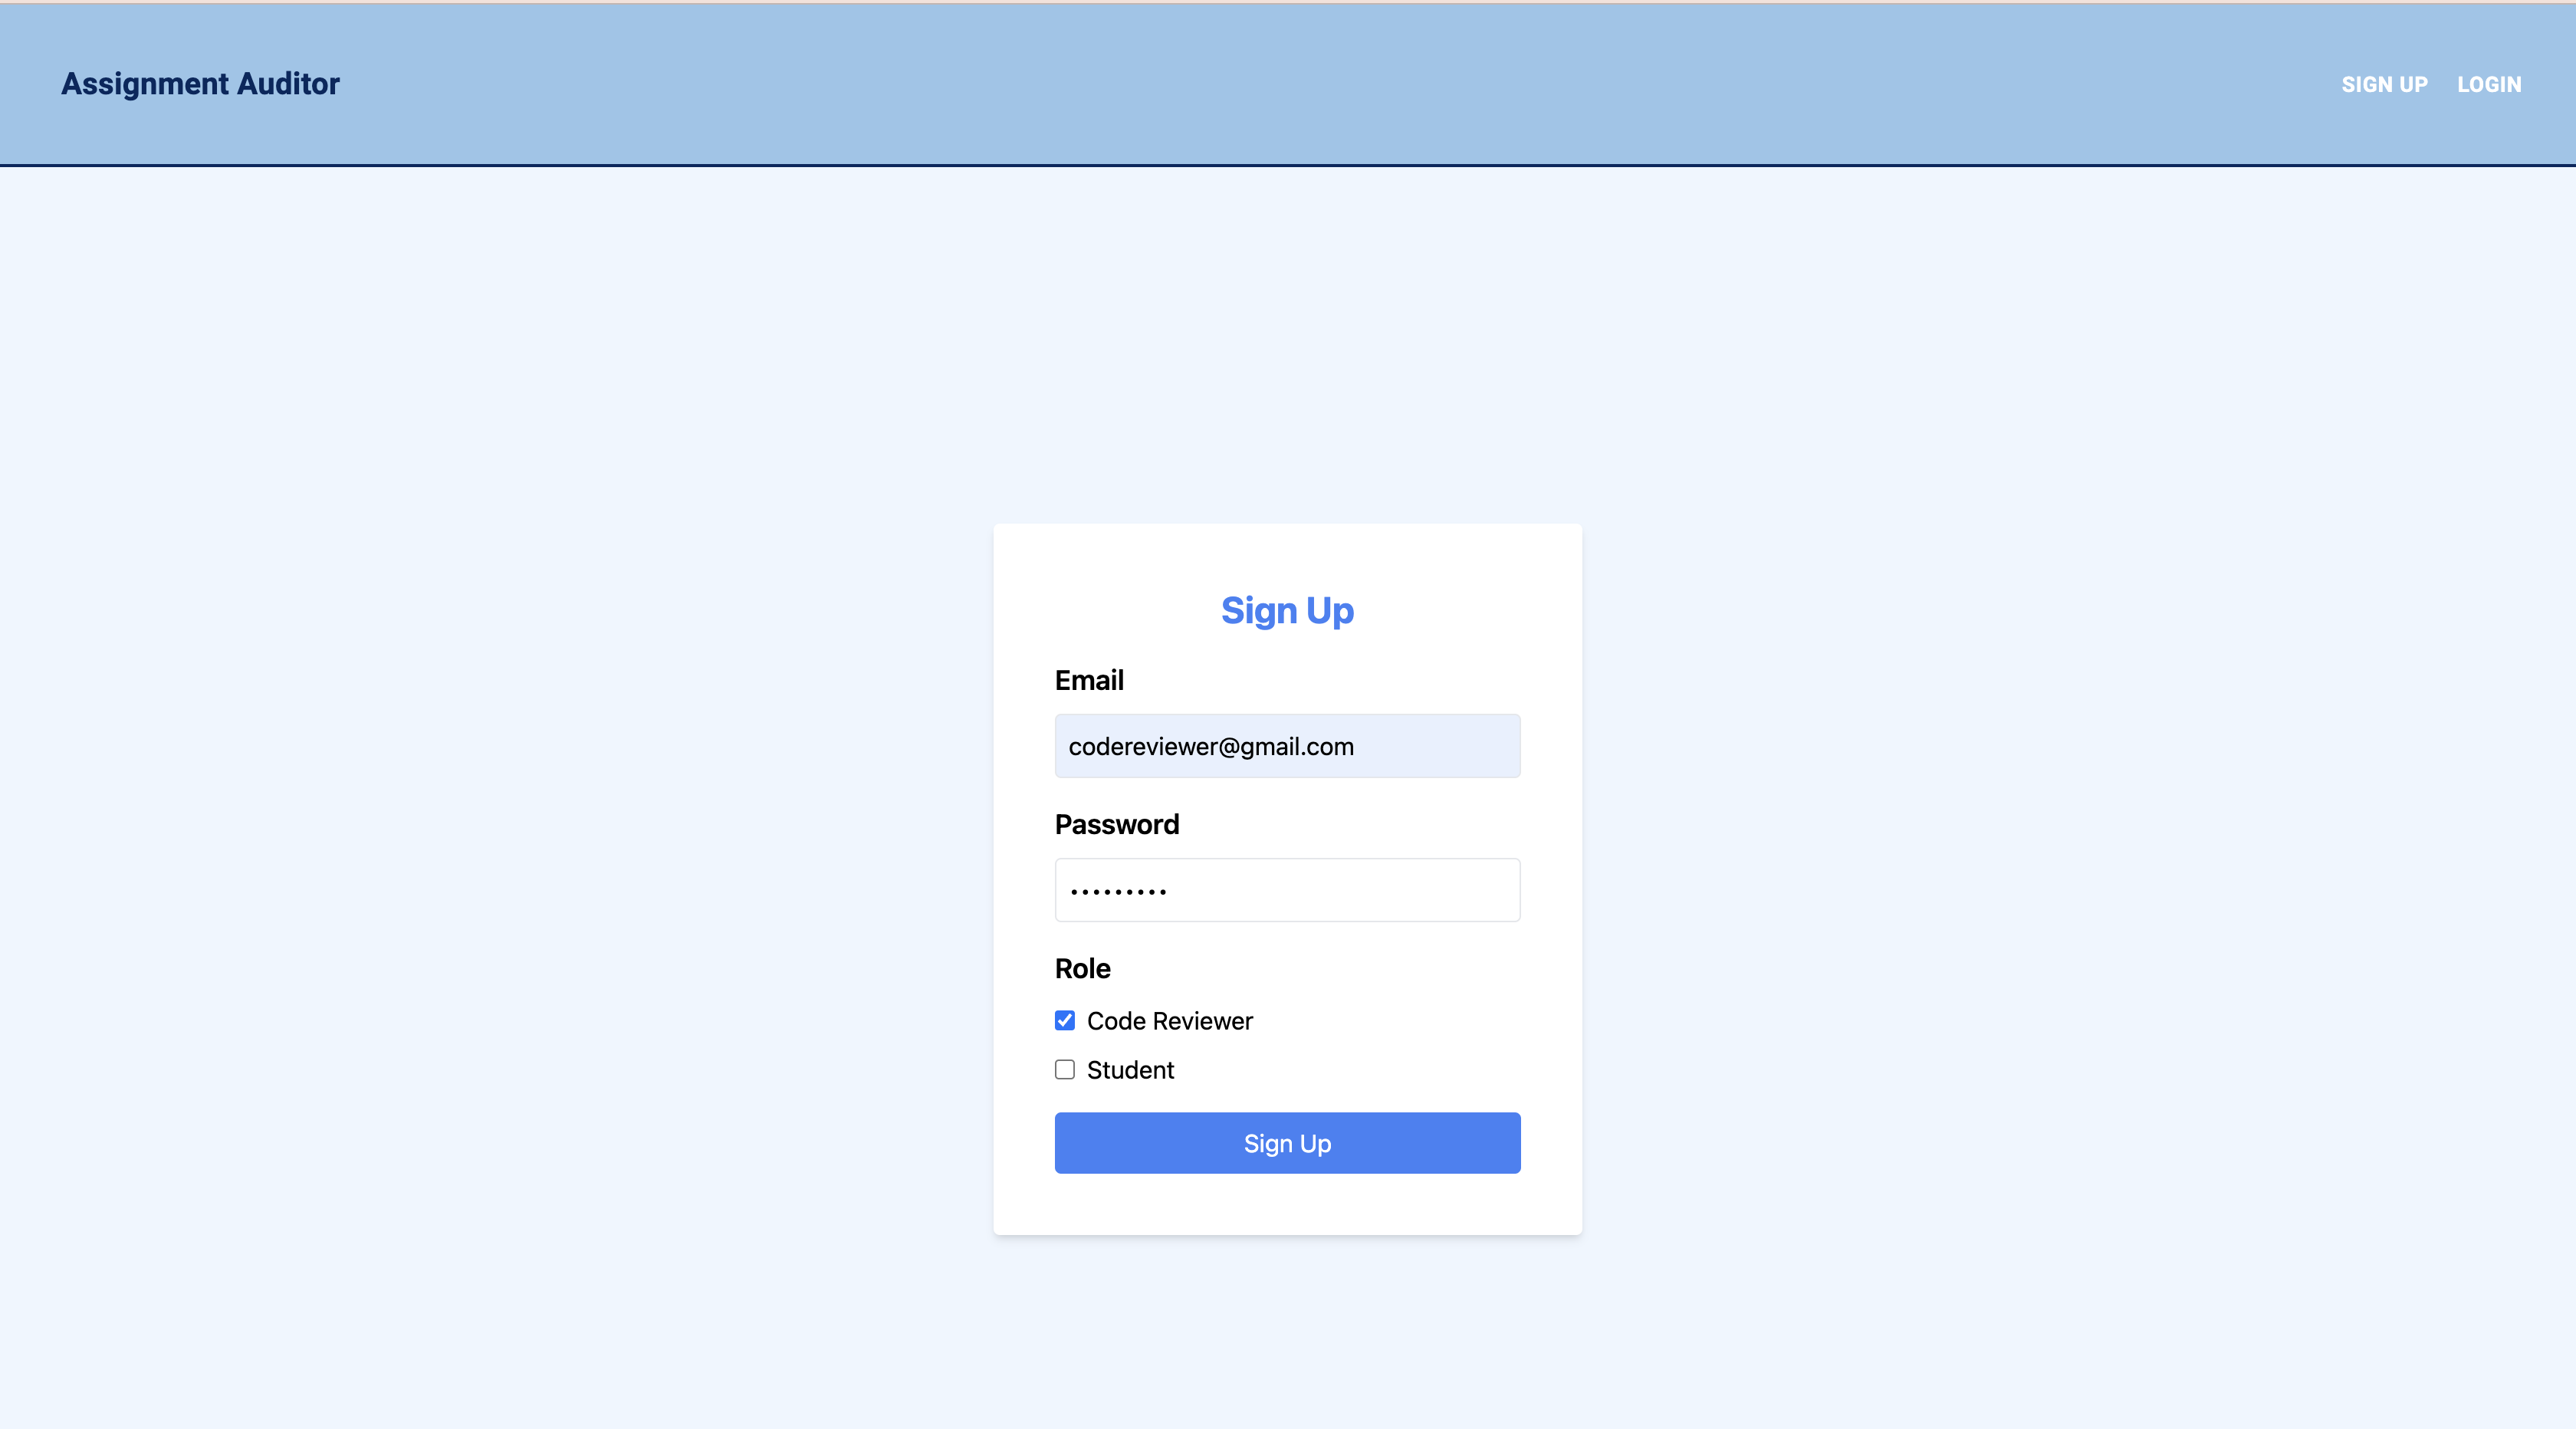 Assignment Auditor
SIGN UP LOGIN
Sign Up
Email
codereviewer@gmail.com
Password
•••••••••
Role
Code Reviewer
Student
Sign Up